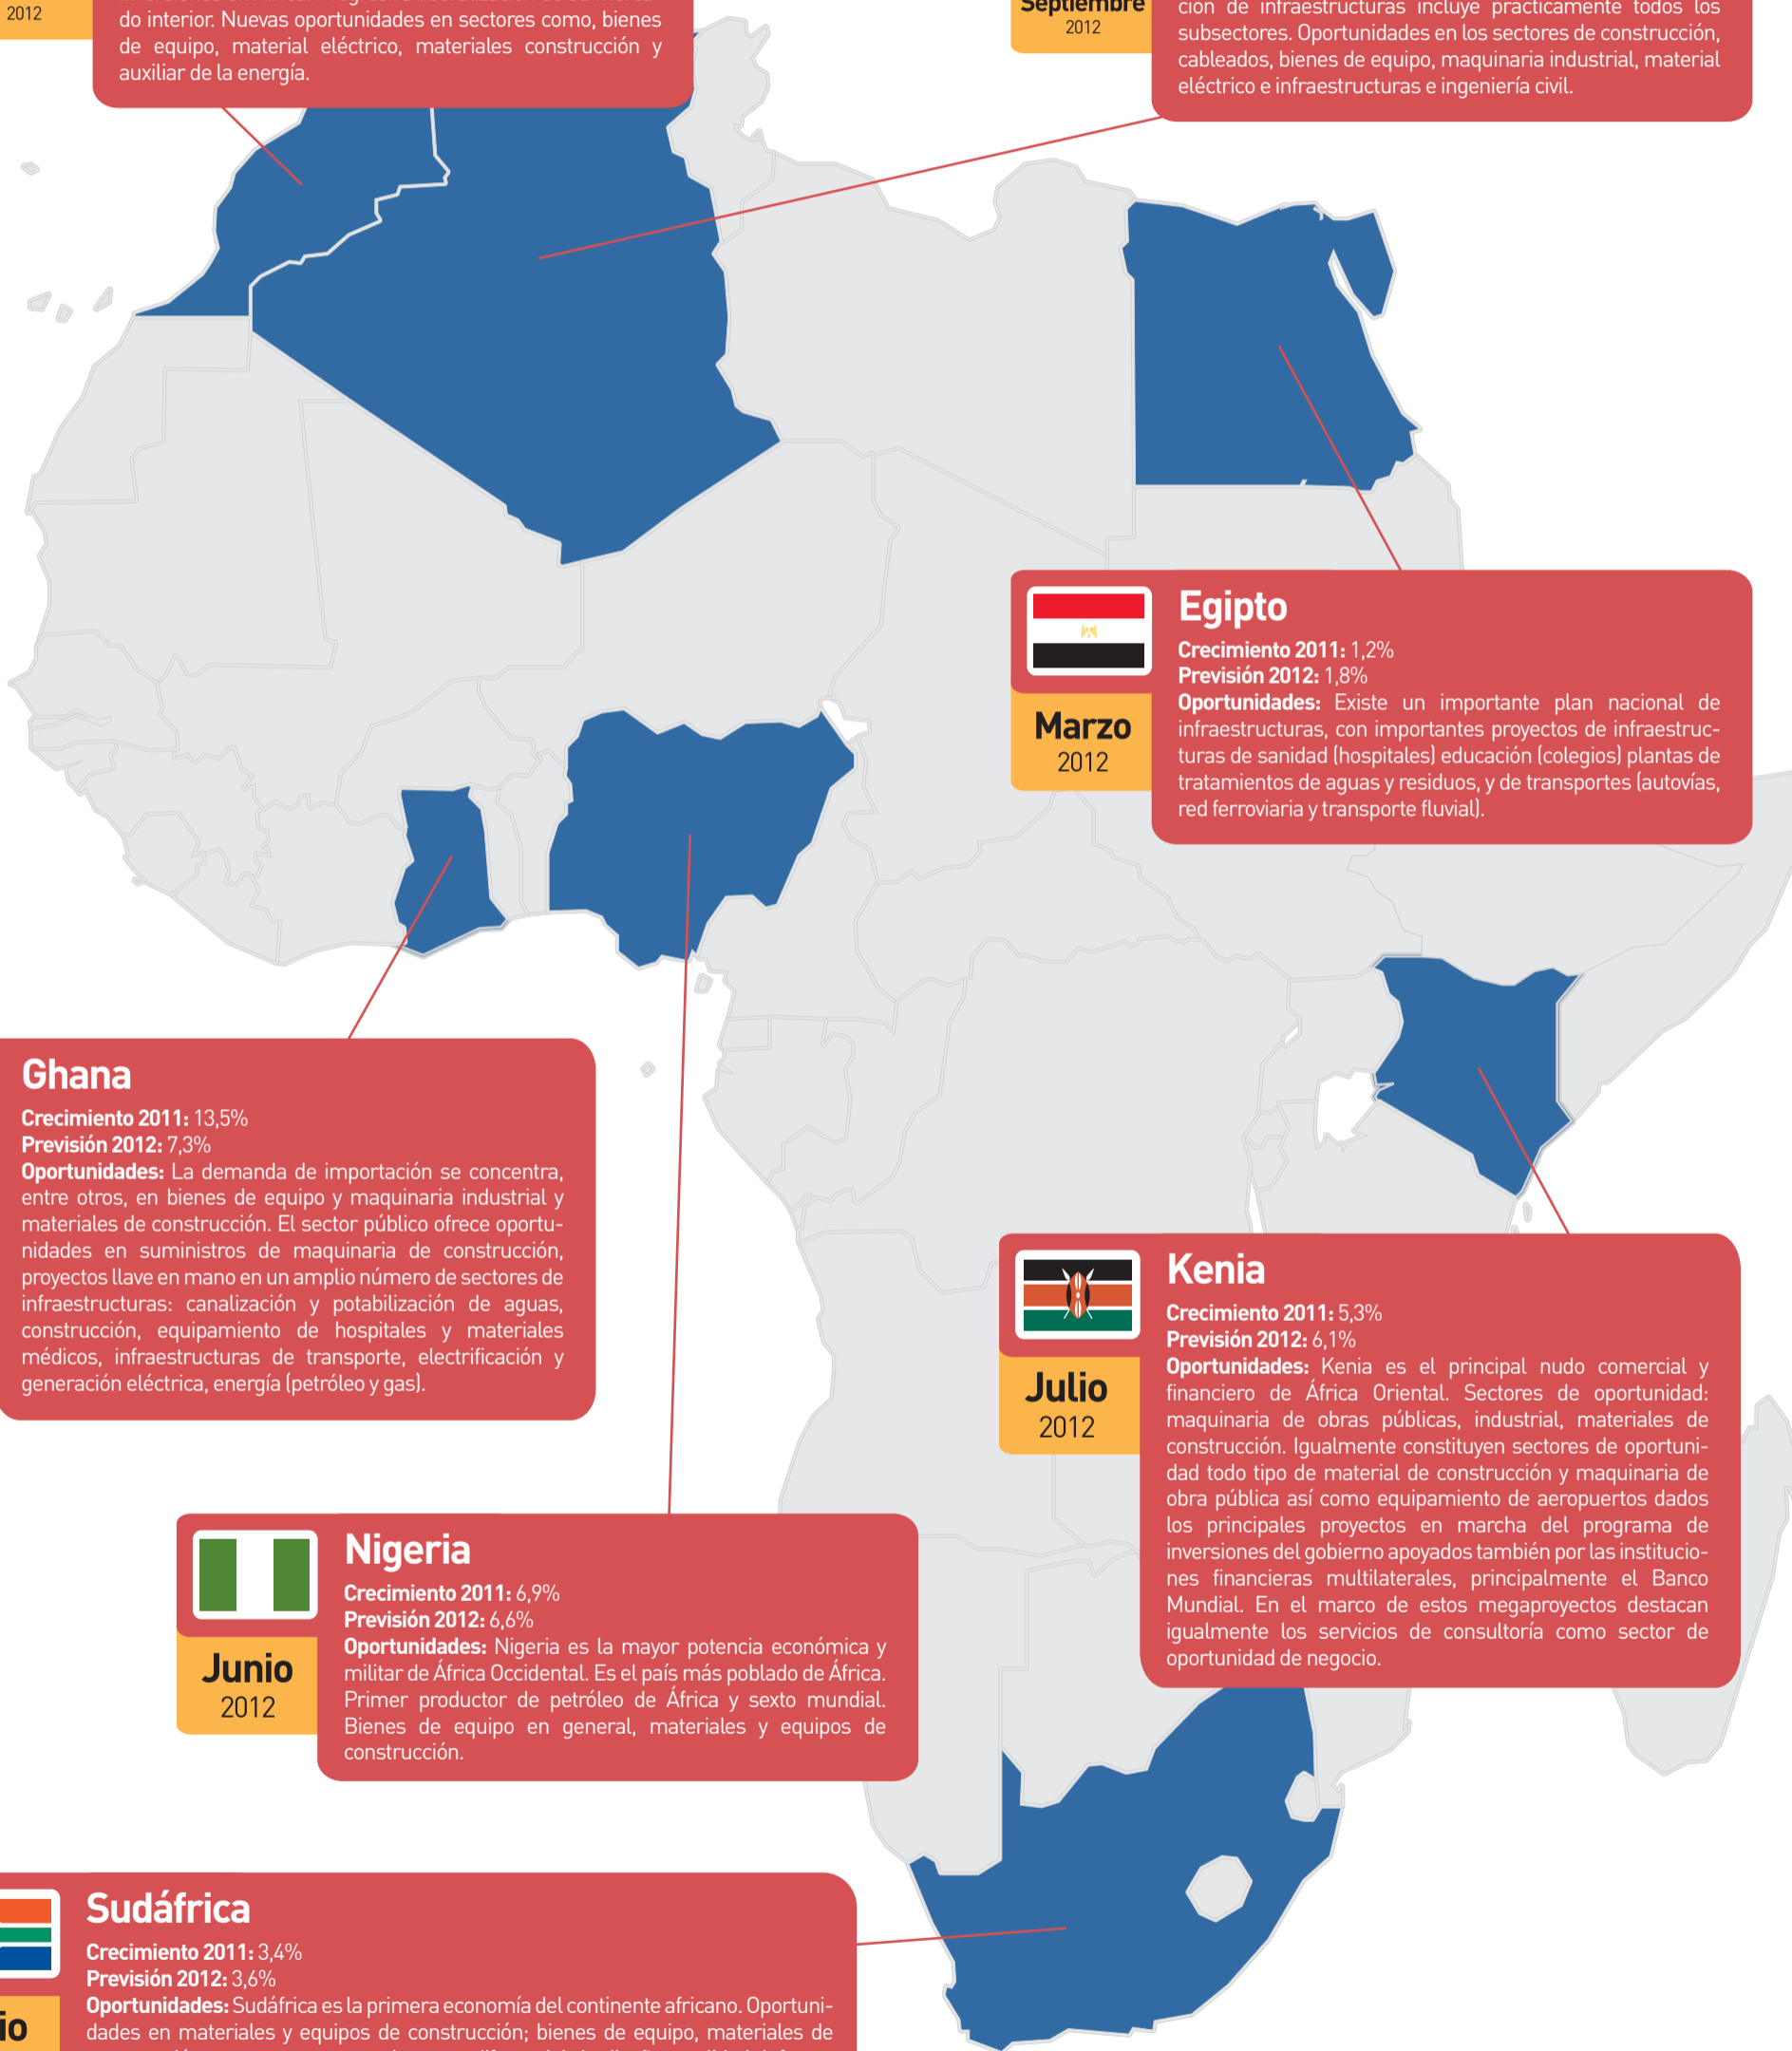 2012
do interior. Nuevas oportunidades en sectores como, bienes
de equipo, material eléctrico, materiales construcción y
auxiliar de la energía.
Septiembre
2012
ción de infraestructuras incluye prácticamente todos los
subsectores. Oportunidades en los sectores de construcción,
cableados, bienes de equipo, maquinaria industrial, material
eléctrico e infraestructuras e ingeniería civil.
Egipto
Crecimiento 2011: 1,2%
Previsión 2012: 1,8%
Oportunidades: Existe un importante plan nacional de
infraestructuras, con importantes proyectos de infraestruc-
turas de sanidad (hospitales) educación (colegios) plantas de
tratamientos de aguas y residuos, y de transportes (autovías,
red ferroviaria y transporte fluvial).
Marzo
2012
Ghana
Crecimiento 2011: 13,5%
Previsión 2012: 7,3%
Oportunidades: La demanda de importación se concentra,
entre otros, en bienes de equipo y maquinaria industrial y
materiales de construcción. El sector público ofrece oportu-
nidades en suministros de maquinaria de construcción,
proyectos llave en mano en un amplio número de sectores de
infraestructuras: canalización y potabilización de aguas,
construcción, equipamiento de hospitales y materiales
médicos, infraestructuras de transporte, electrificación y
generación eléctrica, energía (petróleo y gas).
Kenia
Crecimiento 2011: 5,3%
Previsión 2012: 6,1%
Oportunidades: Kenia es el principal nudo comercial y
financiero de África Oriental. Sectores de oportunidad:
maquinaria de obras públicas, industrial, materiales de
construcción. Igualmente constituyen sectores de oportuni-
dad todo tipo de material de construcción y maquinaria de
obra pública así como equipamiento de aeropuertos dados
los principales proyectos en marcha del programa de
inversiones del gobierno apoyados también por las institucio-
nes financieras multilaterales, principalmente el Banco
Mundial. En el marco de estos megaproyectos destacan
igualmente los servicios de consultoría como sector de
oportunidad de negocio.
Julio
2012
Nigeria
Crecimiento 2011: 6,9%
Previsión 2012: 6,6%
Oportunidades: Nigeria es la mayor potencia económica y
militar de África Occidental. Es el país más poblado de África.
Primer productor de petróleo de África y sexto mundial.
Bienes de equipo en general, materiales y equipos de
construcción.
Junio
2012
Sudáfrica
Crecimiento 2011: 3,4%
Previsión 2012: 3,6%
Oportunidades: Sudáfrica es la primera economía del continente africano. Oportuni-
dades en materiales y equipos de construcción; bienes de equipo, materiales de
io